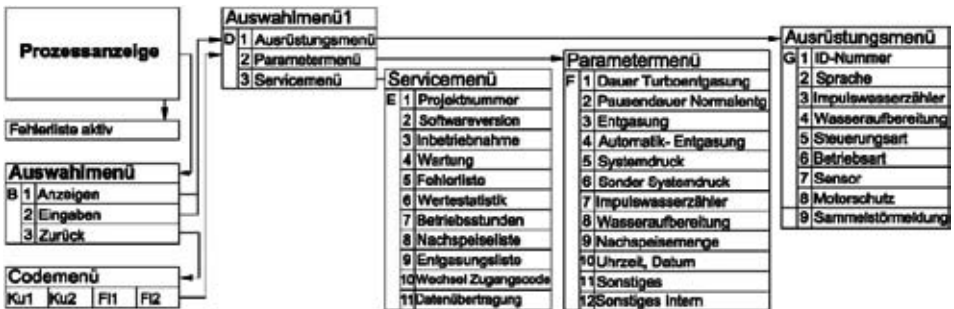 Prozessanzeige
Fehlerliste aktiv
Auswahlmenü
B 1 Anzeigen
2 Eingaben
3 Zurück
Codemenü
Ku1 Ku2 Fl1 Fl2
Auswahlmenü1
D 1 Ausrüstungsmenü
2 Parametermenü
3 Servicemenü
Servicemenü
E 1 Projektnummer
2 Softwareversion
3 Inbetriebnahme
4 Wartung
5 Fehlerliste
6 Wertestatistik
7 Betriebsstunden
8 Nachspeiseliste
9 Entgasungsliste
10 Wechsel Zugangscode
11 Datenübertragung
Parametermenü
F 1 Dauer Turboentgasung
2 Pausendauer Normalentg
3 Entgasung
4 Automatik- Entgasung
5 Systemdruck
6 Sonder Systemdruck
7 Impulswasserzähler
8 Wasseraufbereitung
9 Nachspeisemenge
10 Uhrzeit, Datum
11 Sonstiges
12 Sonstiges Intern
Ausrüstungsmenü
G 1 ID-Nummer
2 Sprache
3 Impulswasserzähler
4 Wasseraufbereitung
5 Steuerungsart
6 Betriebsart
7 Sensor
8 Motorschutz
9 Sammelstörmeldung